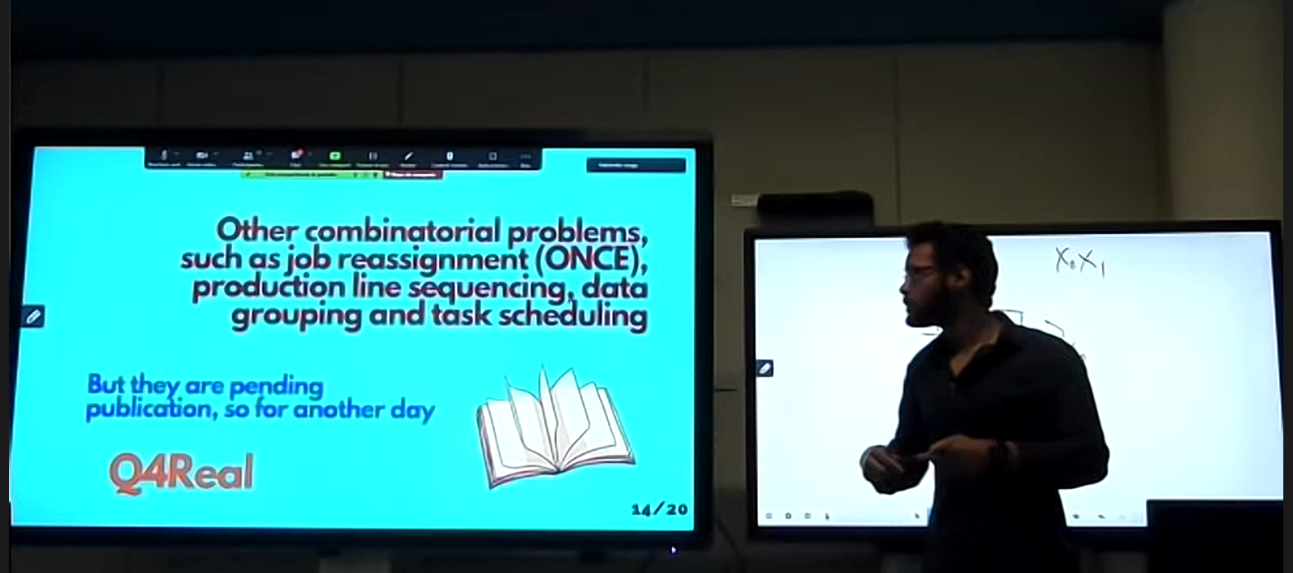 Other combinatorial problems,
such as job reassignment (ONCE),
production line sequencing, data
grouping and task scheduling
But they are pending
publication, so for another day
Q4Real
14/20
X₀X₁